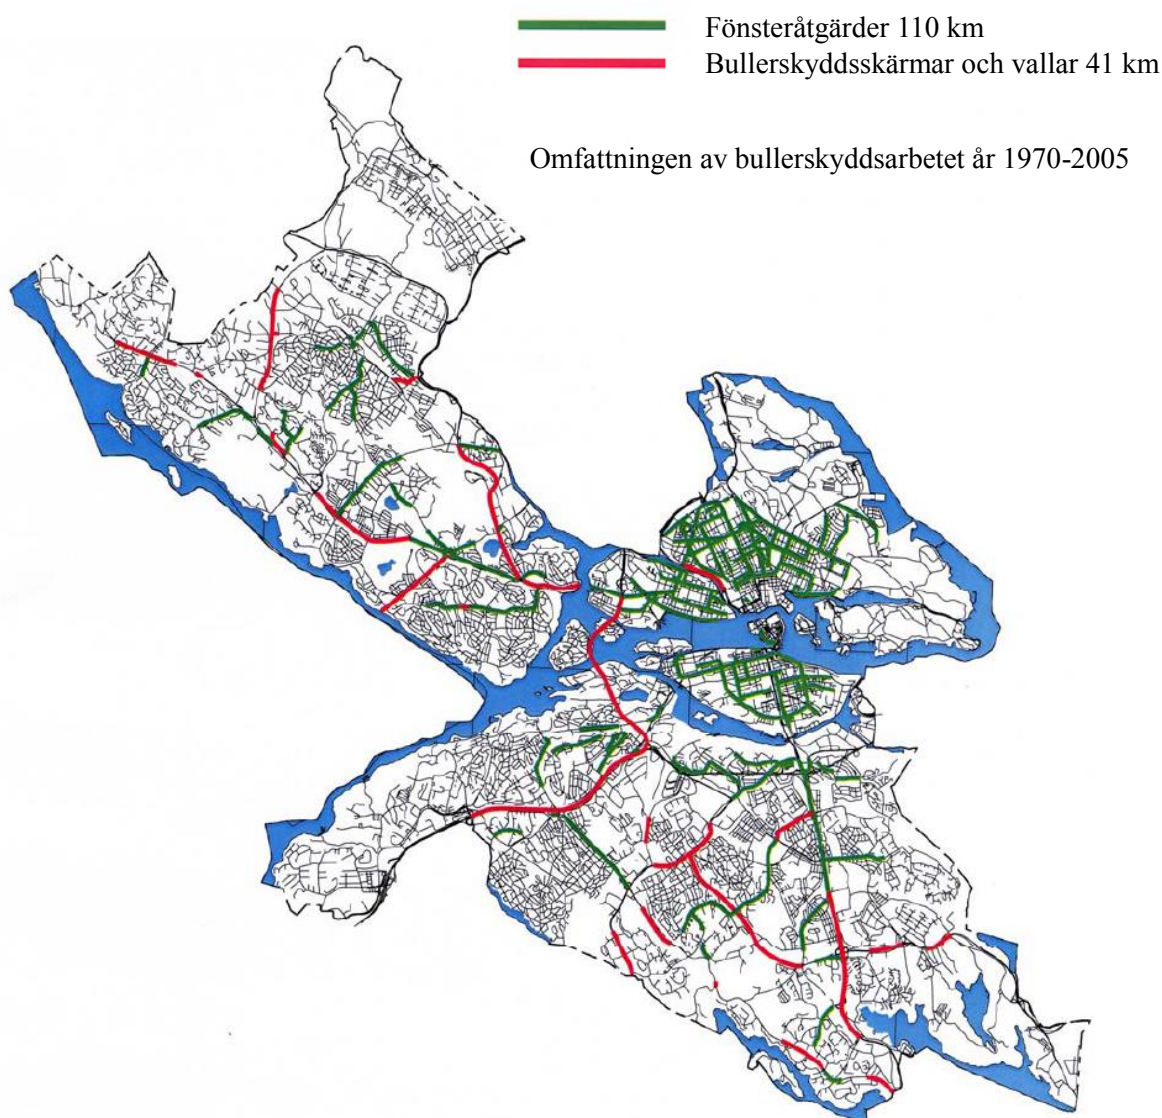 Fönsteråtgärder 110 km
Bullerskyddsskärmar och vallar 41 km
Omfattningen av bullerskyddsarbetet år 1970-2005